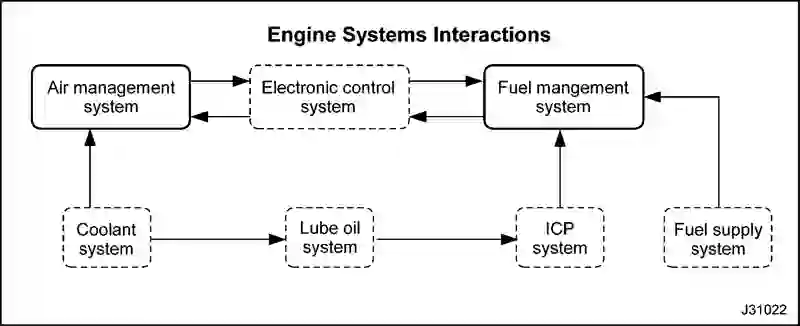 Engine Systems Interactions
Air management
system
Electronic control
system
Fuel mangement
system
Coolant
system
Lube oil
system
ICP
system
Fuel supply
system
J31022